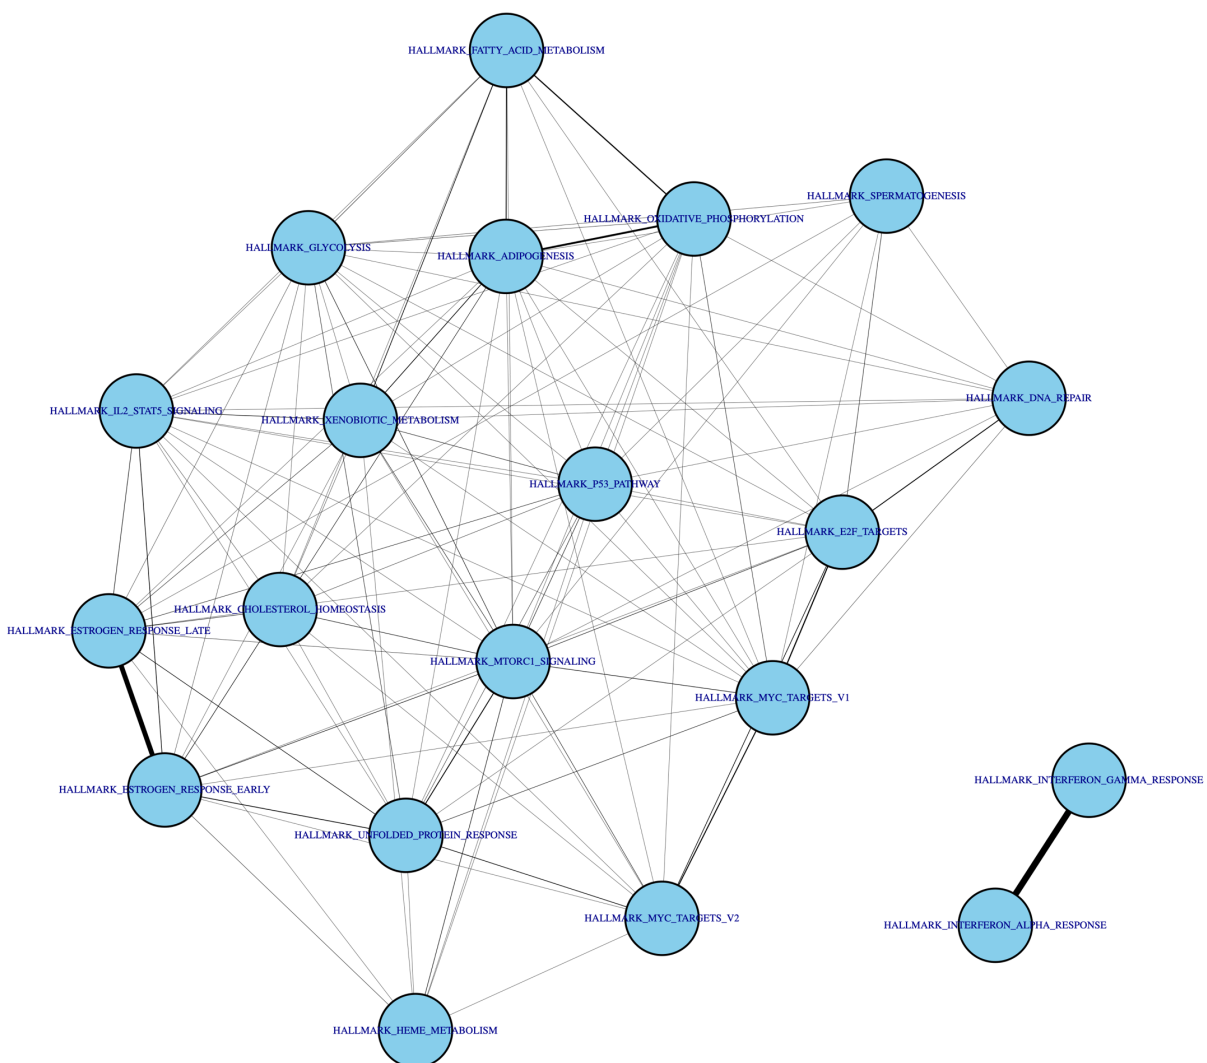 HALLMARK_FATTY_ACID_METABOLISM
HALLMARK_SPERMATOGENESIS
HALLMARK_OXIDATIVE_PHOSPHORYLATION
HALLMARK_GLYCOLYSIS
HALLMARK_ADIPOGENESIS
HALLMARK_DNA_REPAIR
HALLMARK_IL2_STAT5_SIGNALING
HALLMARK_XENOBIOTIC_METABOLISM
HALLMARK_P53_PATHWAY
HALLMARK_E2F_TARGETS
HALLMARK_CHOLESTEROL_HOMEOSTASIS
HALLMARK_ESTROGEN_RESPONSE_LATE
HALLMARK_MTORC1_SIGNALING
HALLMARK_MYC_TARGETS_V1
HALLMARK_INTERFERON_GAMMA_RESPONSE
HALLMARK_ESTROGEN_RESPONSE_EARLY
HALLMARK_UNFOLDED_PROTEIN_RESPONSE
HALLMARK_MYC_TARGETS_V2
HALLMARK_INTERFERON_ALPHA_RESPONSE
HALLMARK_HEME_METABOLISM